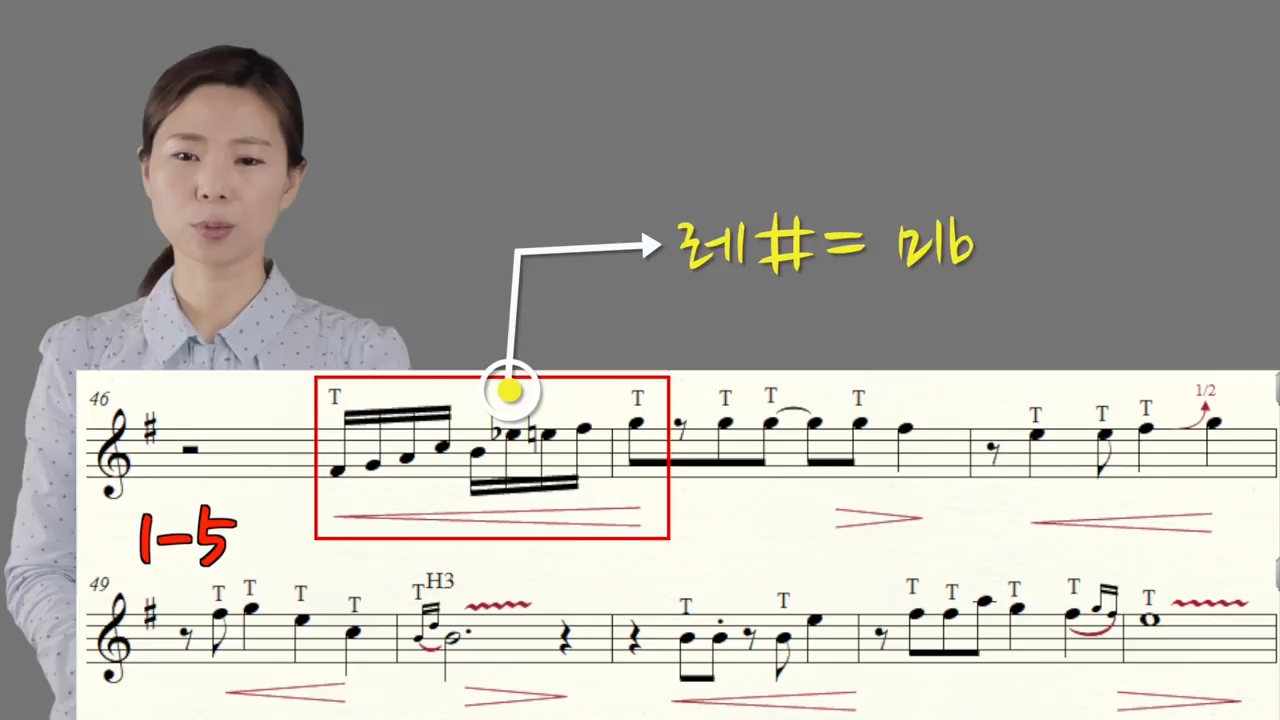 레#= 미b
46
T T T T T T T T 1/2
1-5
49
T T T T T H3 T T T T T T T